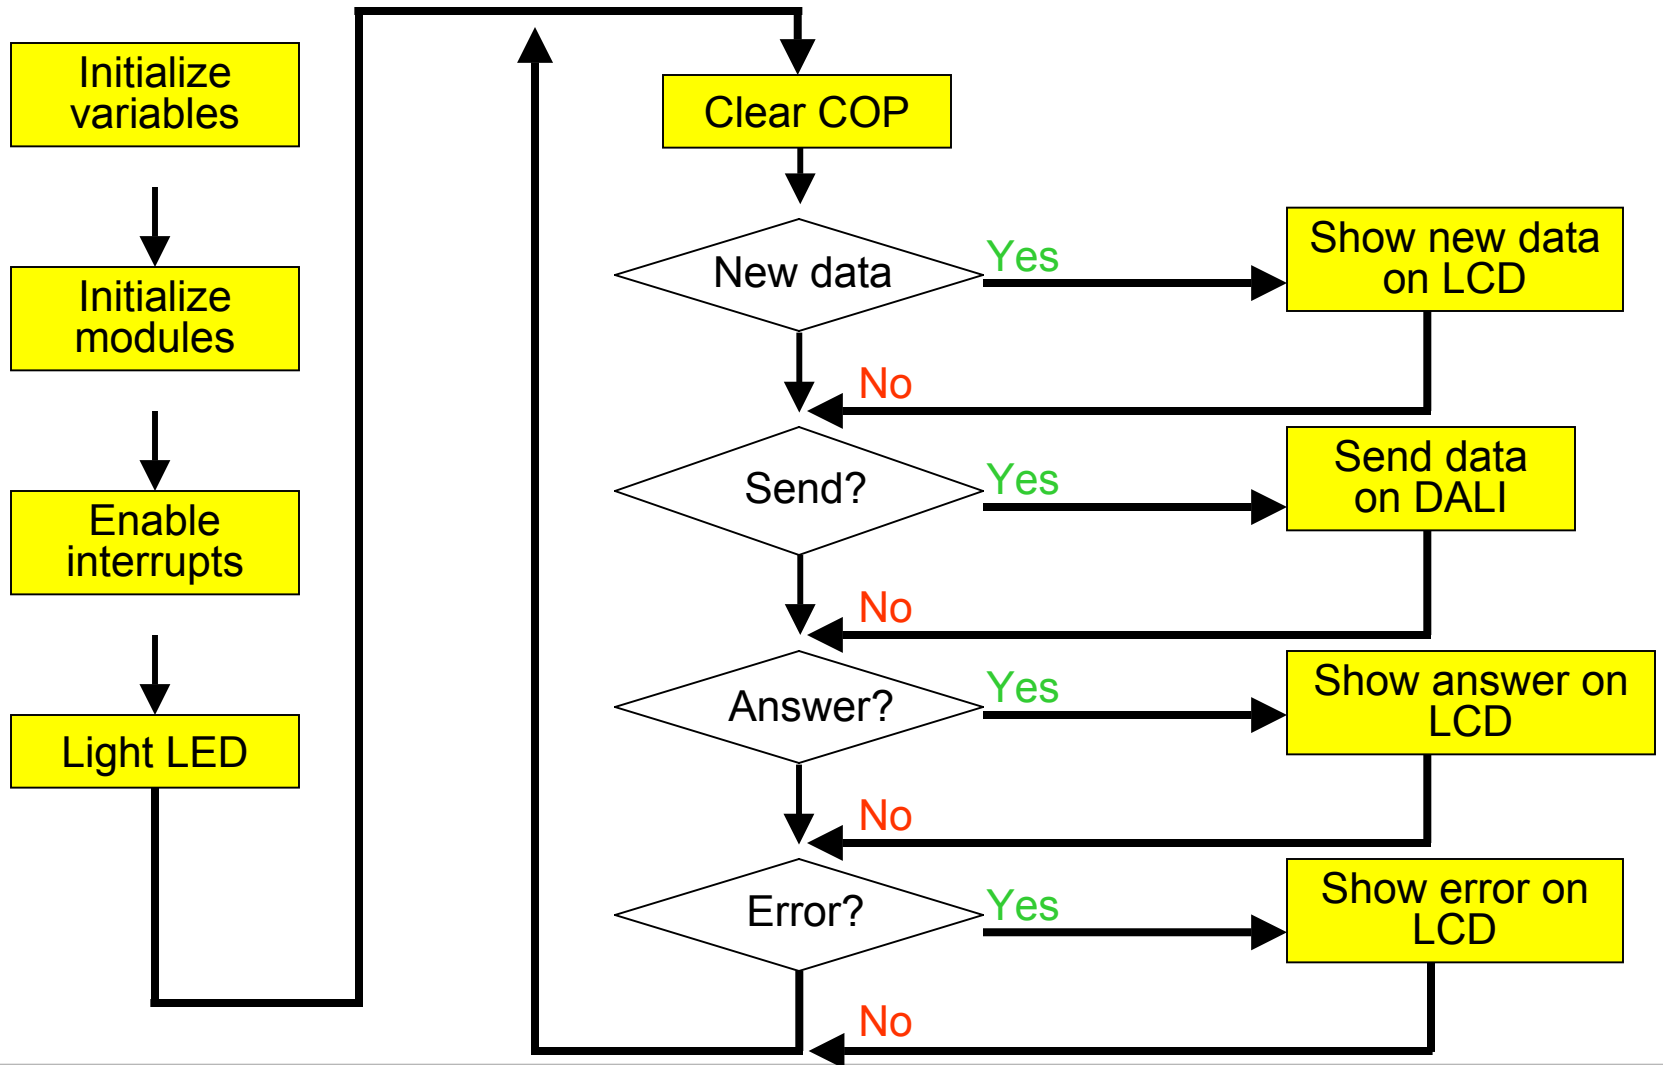 Initialize
variables
Initialize
modules
Enable
interrupts
Light LED
Clear COP
New data
Yes
Show new data
on LCD
No
Send?
Yes
Send data
on DALI
No
Answer?
Yes
Show answer on
LCD
No
Error?
Yes
Show error on
LCD
No